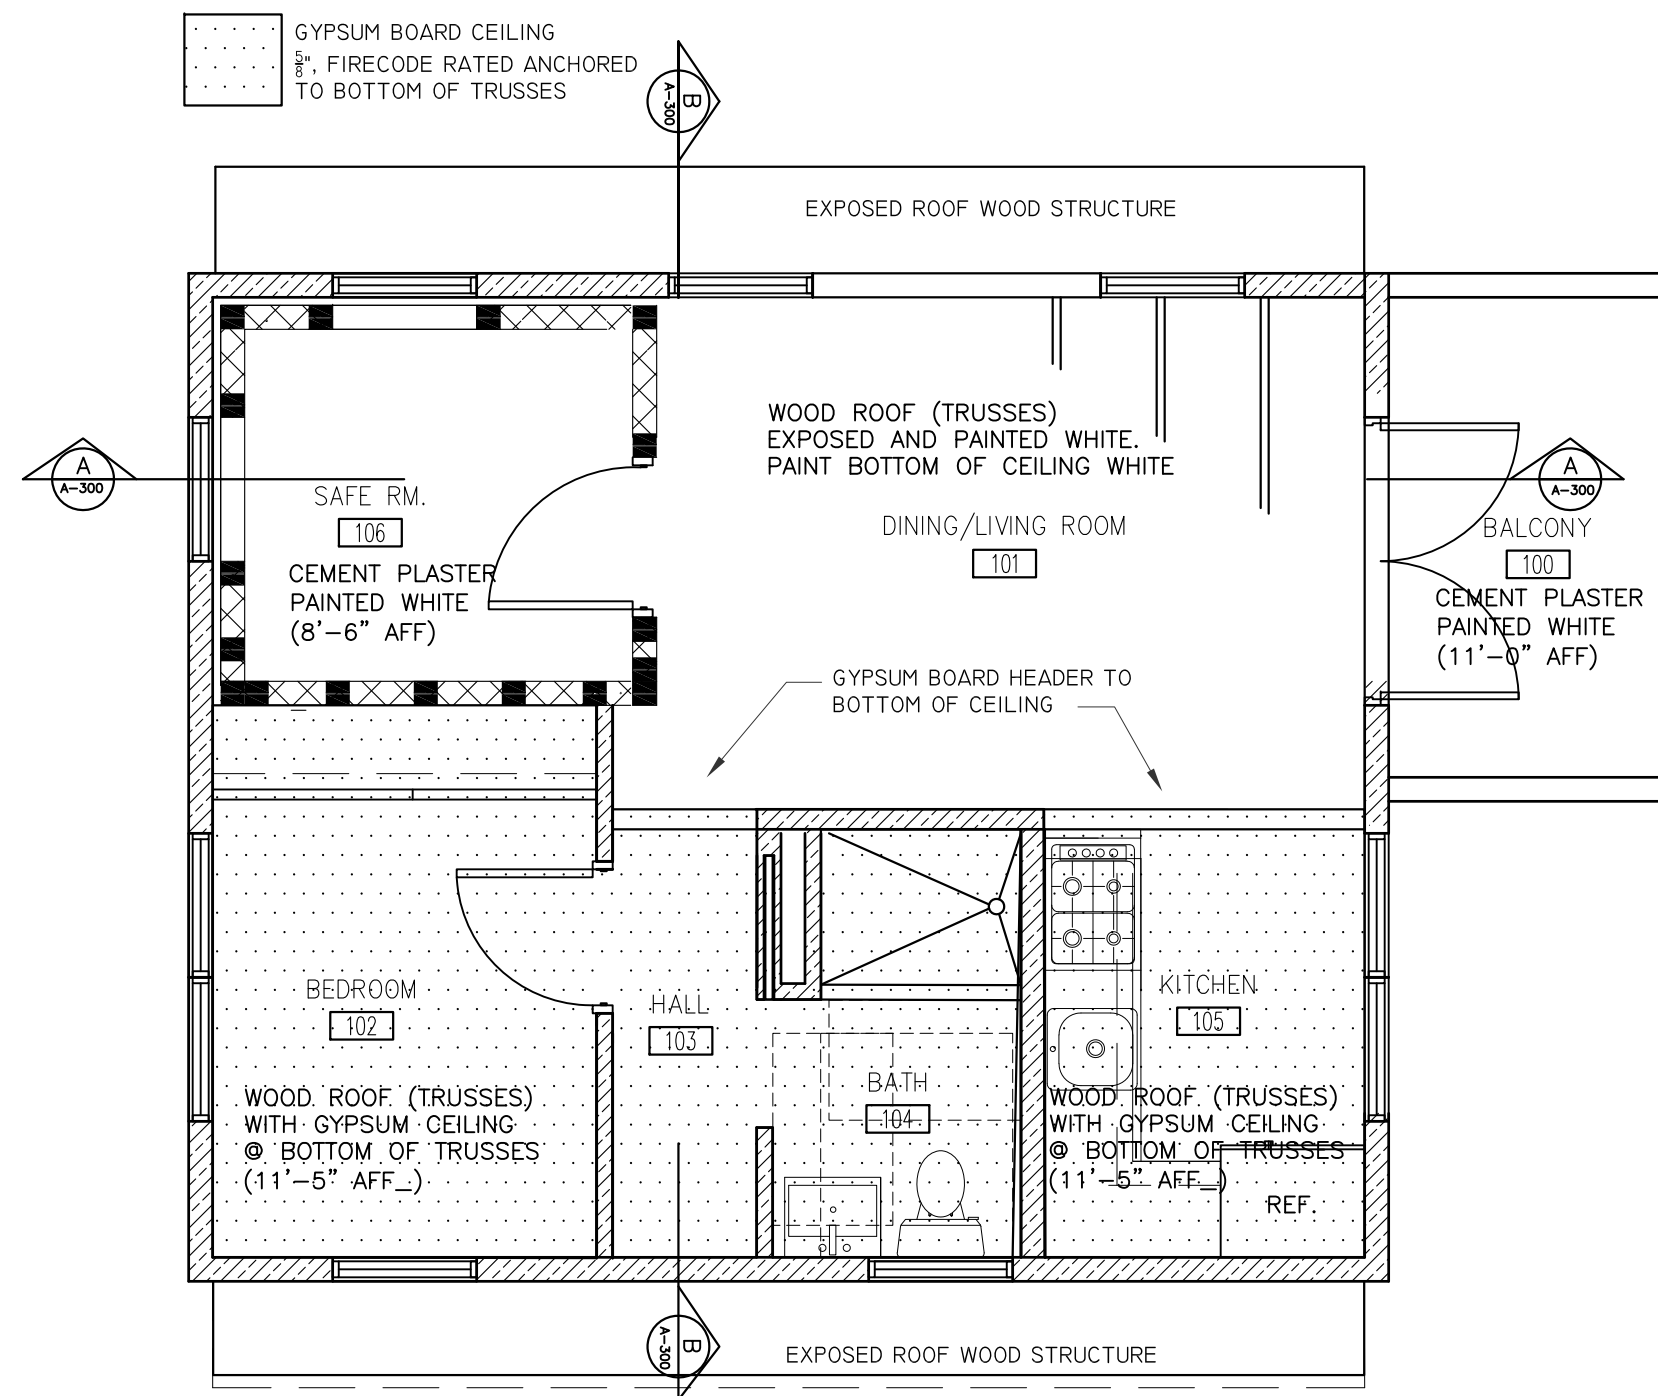 GYPSUM BOARD CEILING
5/8", FIRECODE RATED ANCHORED
TO BOTTOM OF TRUSSES
B
A-300
EXPOSED ROOF WOOD STRUCTURE
WOOD ROOF (TRUSSES)
EXPOSED AND PAINTED WHITE.
PAINT BOTTOM OF CEILING WHITE
A
A-300
SAFE RM.
106
CEMENT PLASTER
PAINTED WHITE
(8'-6" AFF)
DINING/LIVING ROOM
101
A
A-300
BALCONY
100
CEMENT PLASTER
PAINTED WHITE
(11'-0" AFF)
GYPSUM BOARD HEADER TO
BOTTOM OF CEILING
BEDROOM
102
WOOD ROOF (TRUSSES)
WITH GYPSUM CEILING
@ BOTTOM OF TRUSSES
(11'-5" AFF_)
HALL
103
BATH
104
KITCHEN
105
WOOD ROOF (TRUSSES)
WITH GYPSUM CEILING
@ BOTTOM OF TRUSSES
(11'-5" AFF_)
REF.
B
A-300
EXPOSED ROOF WOOD STRUCTURE